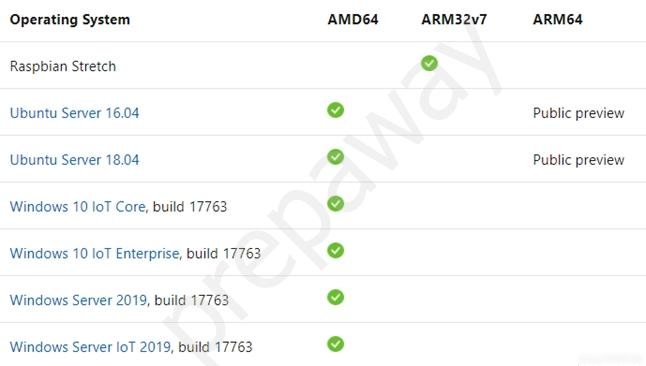 Operating System AMD64 ARM32v7 ARM64
Raspbian Stretch
Ubuntu Server 16.04 Public preview
Ubuntu Server 18.04 Public preview
Windows 10 IoT Core, build 17763
Windows 10 IoT Enterprise, build 17763
Windows Server 2019, build 17763
Windows Server IoT 2019, build 17763
prepaway